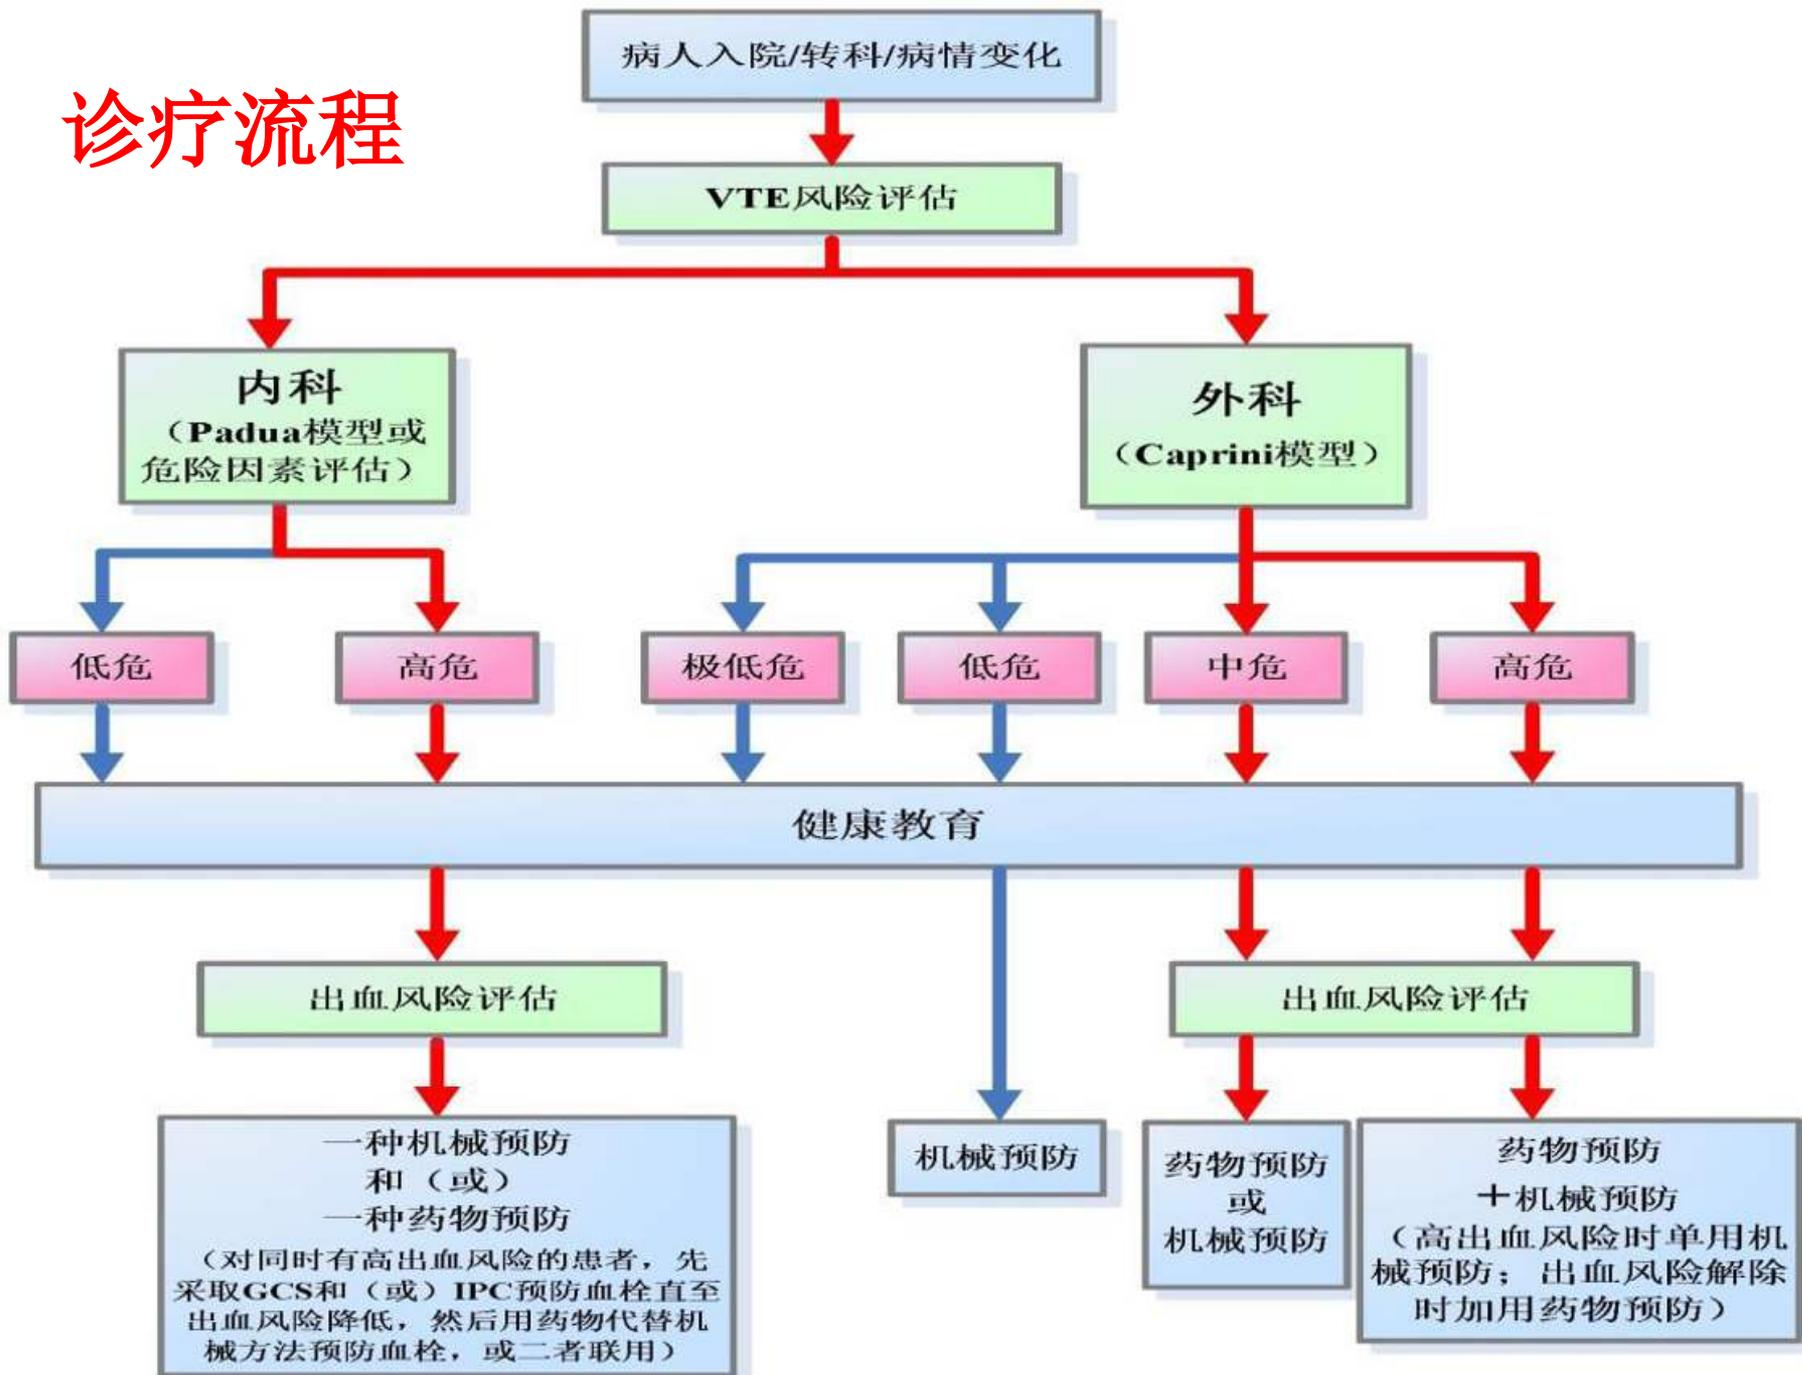 诊疗流程
病人入院/转科/病情变化
VTE风险评估
内科
（Padua模型或
危险因素评估）
外科
（Caprini模型）
低危
高危
极低危
低危
中危
高危
健康教育
出血风险评估
出血风险评估
一种机械预防
和（或）
一种药物预防
（对同时有高出血风险的患者，先
采取GCS和（或）IPC预防血栓直至
出血风险降低，然后用药物代替机
械方法预防血栓，或二者联用）
机械预防
药物预防
或
机械预防
药物预防
＋机械预防
（高出血风险时单用机
械预防；出血风险解除
时加用药物预防）